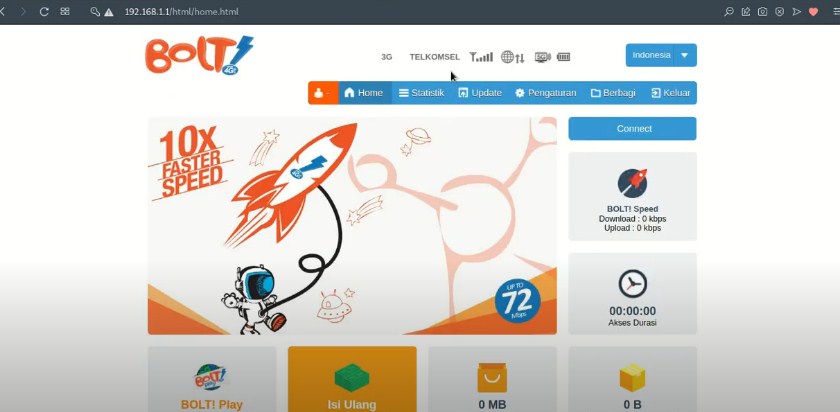 192.168.1.1/html/home.html
BOLT!
4G
3G
TELKOMSEL
Indonesia
Home
Statistik
Update
Pengaturan
Berbagi
Keluar
10x
FASTER
SPEED
4G
UP TO
72
Mbps
Connect
BOLT! Speed
Download : 0 kbps
Upload : 0 kbps
00:00:00
Akses Durasi
BOLT!
BOLT! Play
Isi Ulang
0 MB
0 B